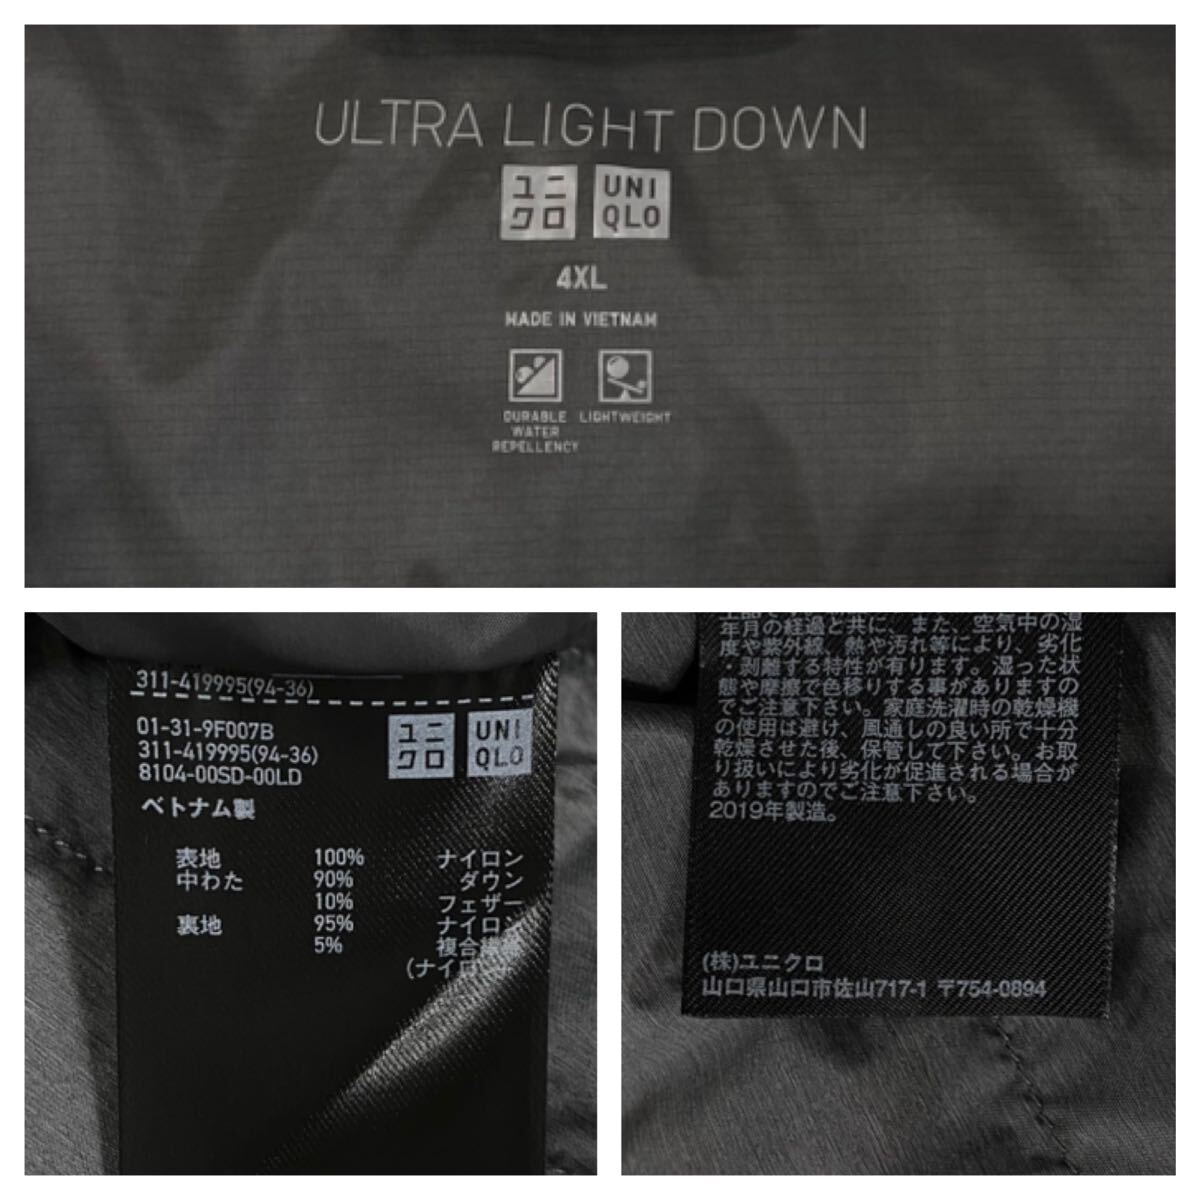 ULTRA LIGHT DOWN
ユニクロ UNIQLO
4XL
MADE IN VIETNAM
DURABLE WATER REPELLENCY
LIGHTWEIGHT
311-419995(94-36)
01-31-9F007B
311-419995(94-36)
8104-00SD-00LD
ユニクロ UNIQLO
ベトナム製
表地 100% ナイロン
中わた 90% ダウン
10% フェザー
裏地 95% ナイロン
5% 複合繊維
(ナイロン
年月の経過と共に、また、空気中の湿
度や紫外線、熱や汚れ等により、劣化
・剥離する特性が有ります。湿った状
態や摩擦で色移りする事がありますの
でご注意下さい。家庭洗濯時の乾燥機
の使用は避け、風通しの良い所で十分
乾燥させた後、保管して下さい。お取
り扱いにより劣化が促進される場合が
ありますのでご注意下さい。
2019年製造。
(株)ユニクロ
山口県山口市佐山717-1 〒754-0894